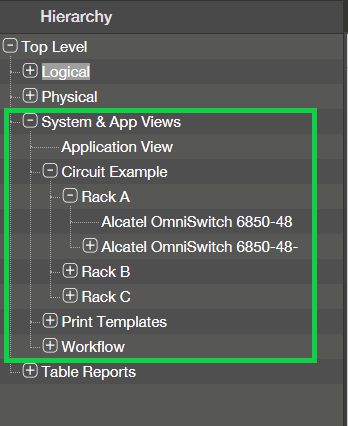 Hierarchy
Top Level
Logical
Physical
System & App Views
Application View
Circuit Example
Rack A
Alcatel OmniSwitch 6850-48
Alcatel OmniSwitch 6850-48-
Rack B
Rack C
Print Templates
Workflow
Table Reports